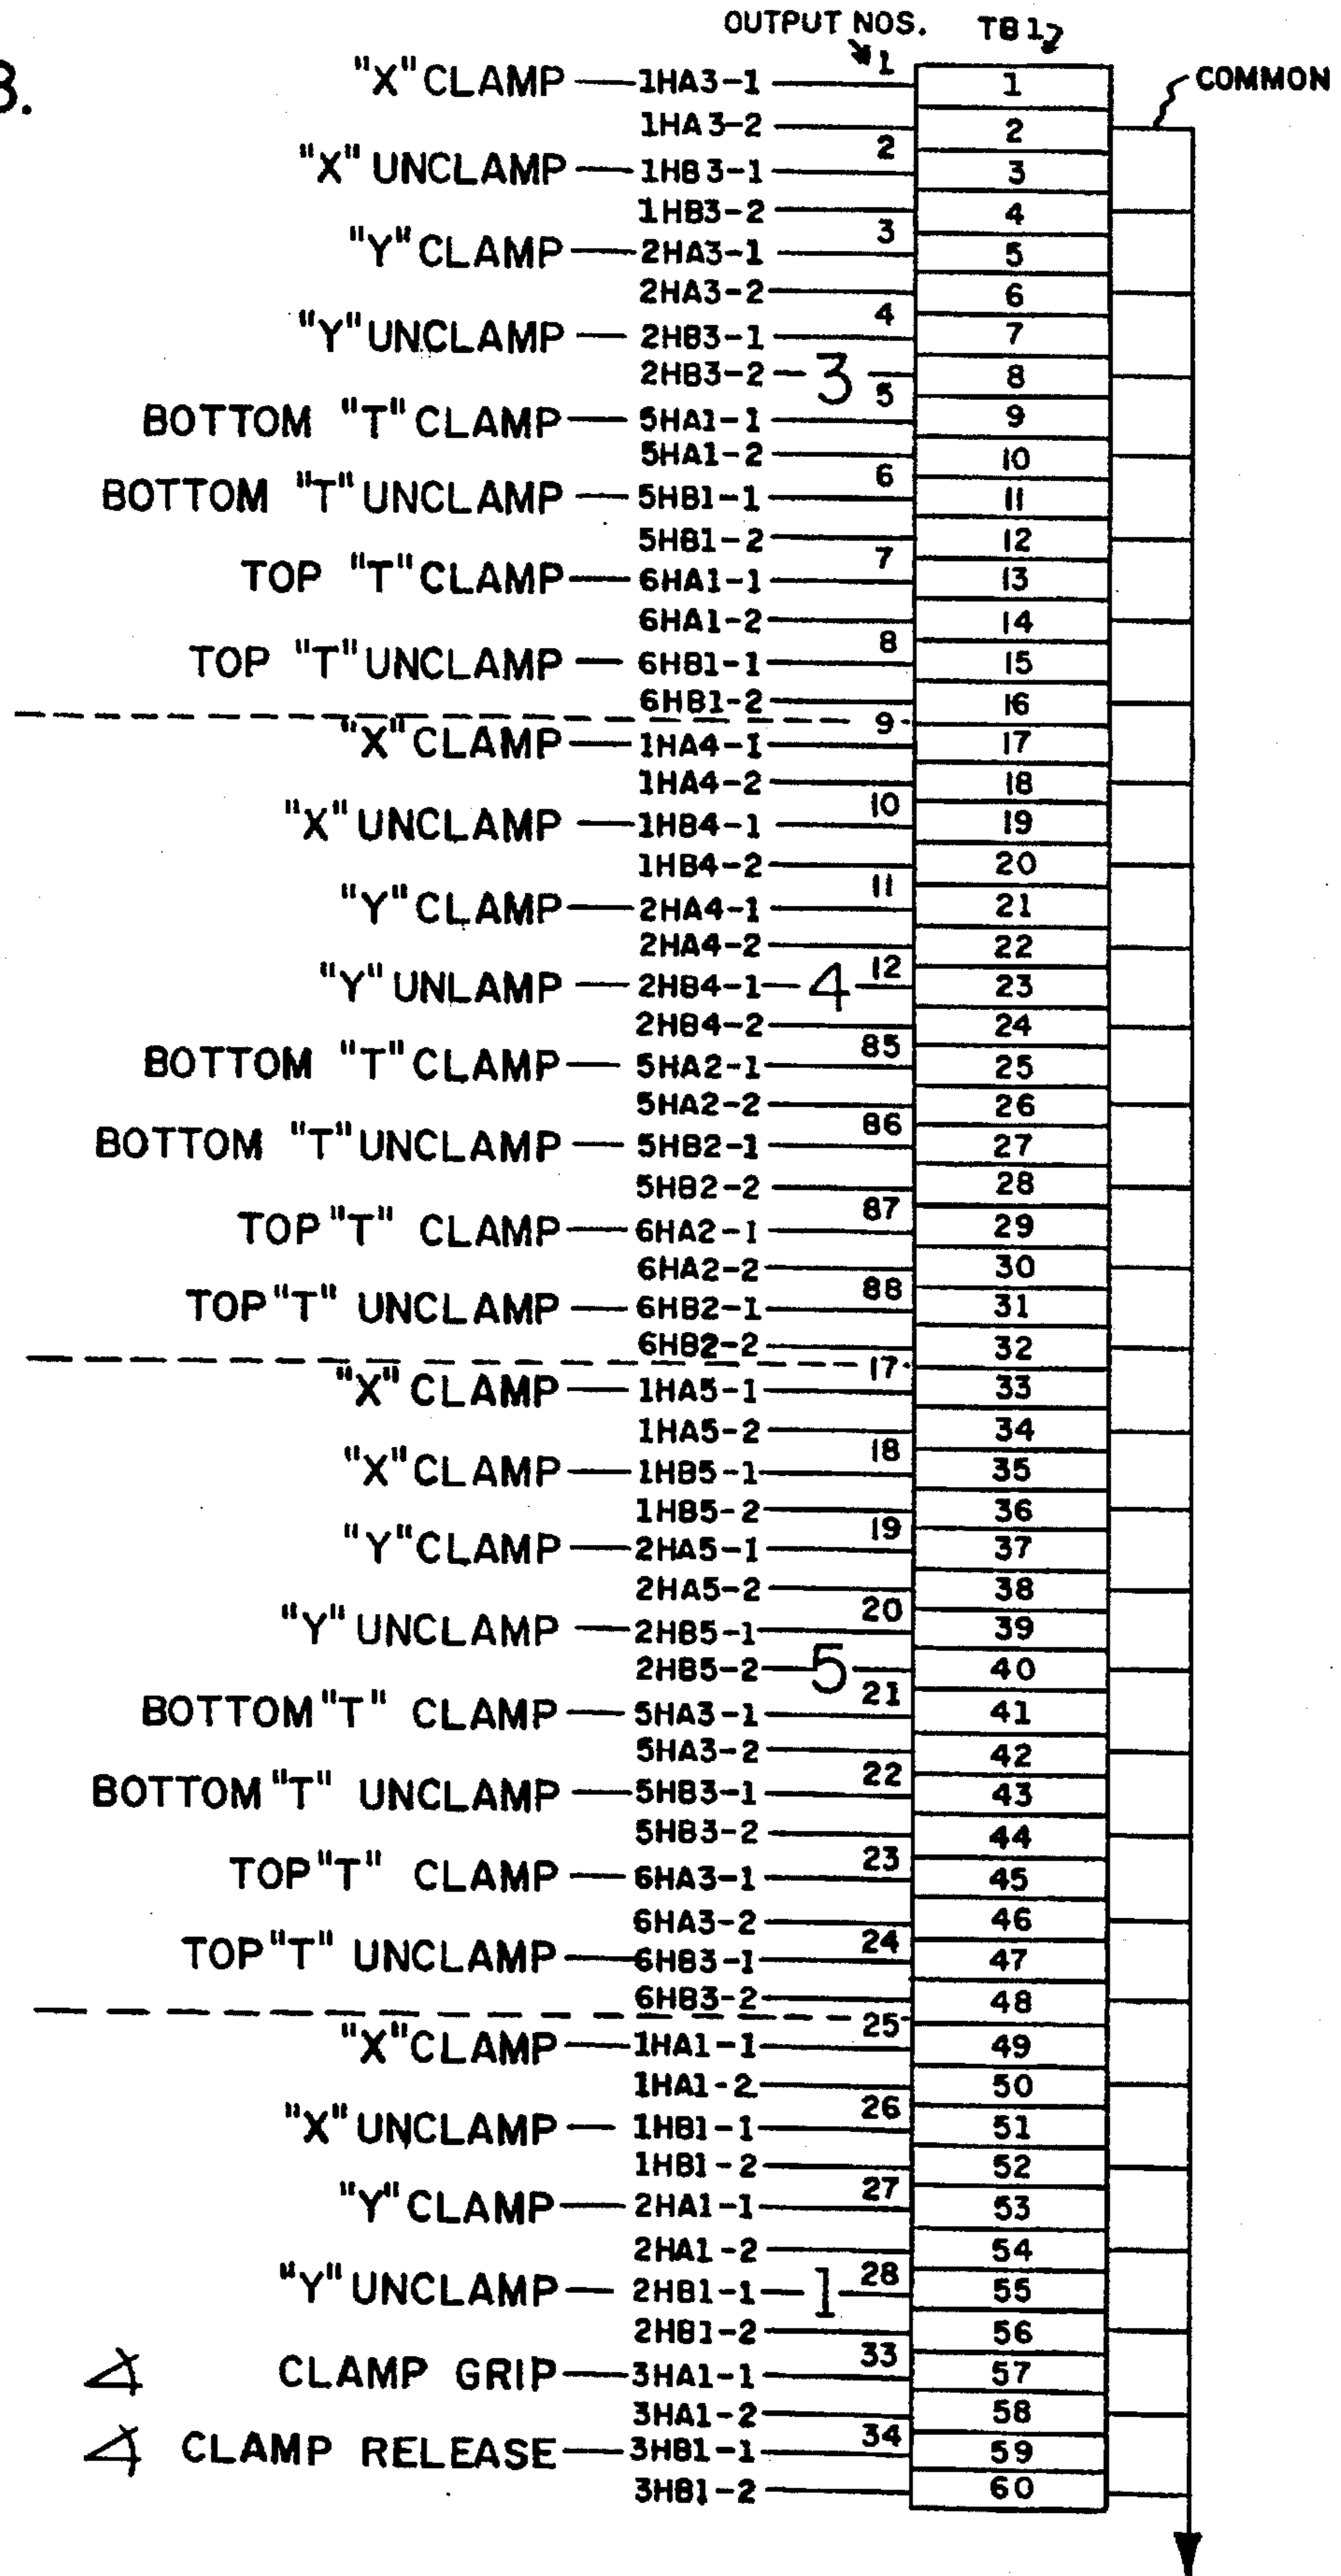 OUTPUT NOS. TB1
B.
"X" CLAMP 1HA3-1 1 1 COMMON
1HA3-2 2
"X" UNCLAMP 1HB3-1 2 3
1HB3-2 4
"Y" CLAMP 2HA3-1 3 5
2HA3-2 6
"Y" UNCLAMP 2HB3-1 4 7
2HB3-2 3 8
BOTTOM "T" CLAMP 5HA1-1 5 9
5HA1-2 10
BOTTOM "T" UNCLAMP 5HB1-1 6 11
5HB1-2 12
TOP "T" CLAMP 6HA1-1 7 13
6HA1-2 14
TOP "T" UNCLAMP 6HB1-1 8 15
6HB1-2 16
"X" CLAMP 1HA4-1 9 17
1HA4-2 18
"X" UNCLAMP 1HB4-1 10 19
1HB4-2 20
"Y" CLAMP 2HA4-1 11 21
2HA4-2 22
"Y" UNLAMP 2HB4-1 4 12 23
2HB4-2 24
BOTTOM "T" CLAMP 5HA2-1 85 25
5HA2-2 26
BOTTOM "T" UNCLAMP 5HB2-1 86 27
5HB2-2 28
TOP "T" CLAMP 6HA2-1 87 29
6HA2-2 30
TOP "T" UNCLAMP 6HB2-1 88 31
6HB2-2 32
"X" CLAMP 1HA5-1 17 33
1HA5-2 34
"X" CLAMP 1HB5-1 18 35
1HB5-2 36
"Y" CLAMP 2HA5-1 19 37
2HA5-2 38
"Y" UNCLAMP 2HB5-1 20 39
2HB5-2 5 40
BOTTOM "T" CLAMP 5HA3-1 21 41
5HA3-2 42
BOTTOM "T" UNCLAMP 5HB3-1 22 43
5HB3-2 44
TOP "T" CLAMP 6HA3-1 23 45
6HA3-2 46
TOP "T" UNCLAMP 6HB3-1 24 47
6HB3-2 48
"X" CLAMP 1HA1-1 25 49
1HA1-2 50
"X" UNCLAMP 1HB1-1 26 51
1HB1-2 52
"Y" CLAMP 2HA1-1 27 53
2HA1-2 54
"Y" UNCLAMP 2HB1-1 1 28 55
2HB1-2 56
4 CLAMP GRIP 3HA1-1 33 57
3HA1-2 58
4 CLAMP RELEASE 3HB1-1 34 59
3HB1-2 60